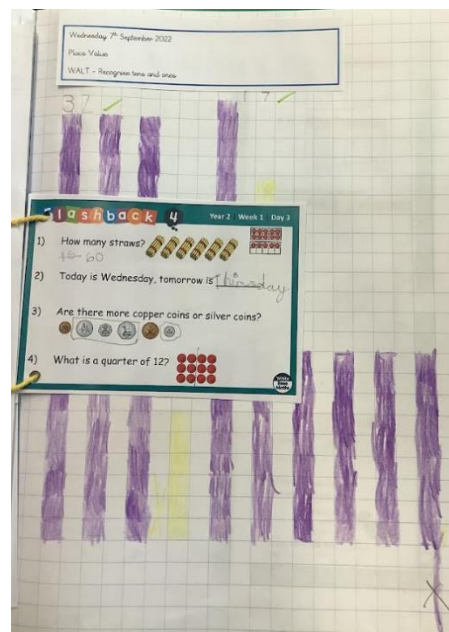 Wednesday 7th September 2022
Place Value
WALT - Recognise tens and ones
32
7
Flashback 4
Year 2 Week 1 Day 3
1) How many straws?
60
2) Today is Wednesday, tomorrow is Thursday
3) Are there more copper coins or silver coins?
4) What is a quarter of 12?
White Rose Maths